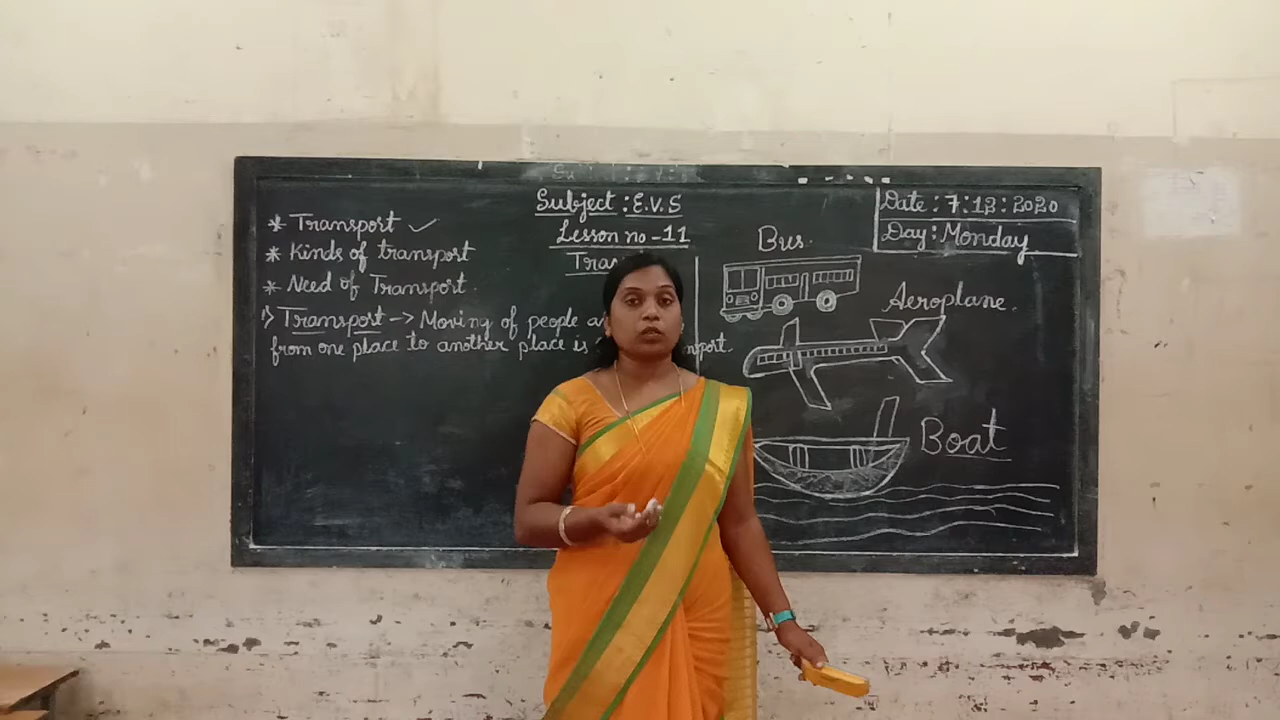 Subject : E.V.S
Lesson no - 11
* Transport ✓
* Kinds of transport
* Need of Transport.
1> Transport -> Moving of people
from one place to another place is
Date : 7:12:2020
Day : Monday
Bus.
Aeroplane.
Boat